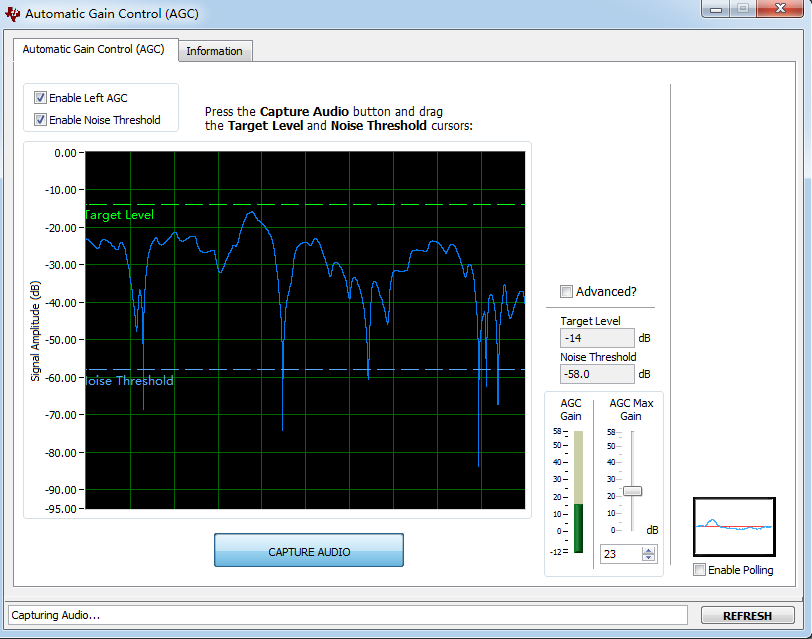 Automatic Gain Control (AGC)
Automatic Gain Control (AGC)
Information
Enable Left AGC
Enable Noise Threshold
Press the Capture Audio button and drag
the Target Level and Noise Threshold cursors:
0.00
-10.00
-20.00
-30.00
-40.00
-50.00
-60.00
-70.00
-80.00
-90.00
-95.00
Signal Amplitude (dB)
Target Level
Noise Threshold
Advanced?
Target Level
-14 dB
Noise Threshold
-58.0 dB
AGC
Gain
58
50
40
30
20
10
0
-12
AGC Max
Gain
58
50
40
30
20
10
0
dB
23
CAPTURE AUDIO
Enable Polling
Capturing Audio...
REFRESH